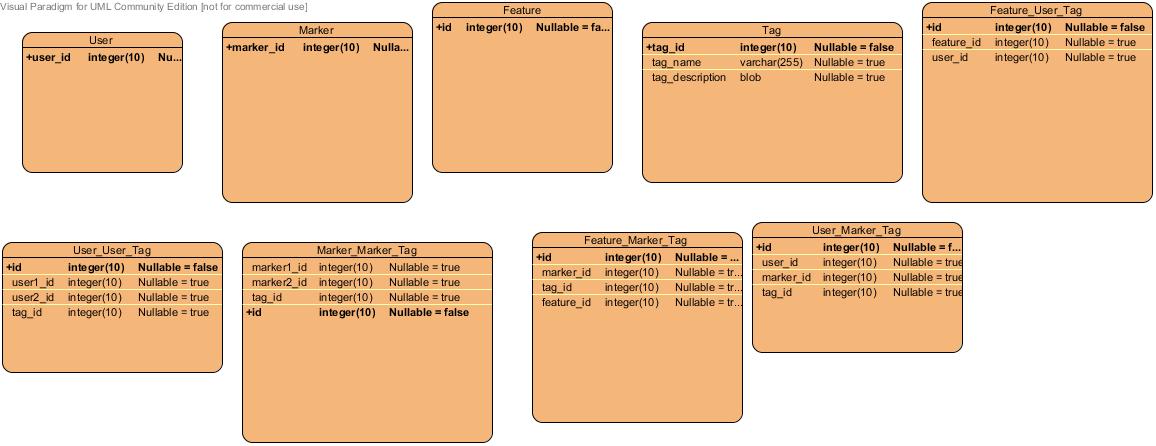 Visual Paradigm for UML Community Edition [not for commercial use]
User
+user_id integer(10) Nu...
Marker
+marker_id integer(10) Nulla...
Feature
+id integer(10) Nullable = fa...
Tag
+tag_id integer(10) Nullable = false
tag_name varchar(255) Nullable = true
tag_description blob Nullable = true
Feature_User_Tag
+id integer(10) Nullable = false
feature_id integer(10) Nullable = true
user_id integer(10) Nullable = true
User_User_Tag
+id integer(10) Nullable = false
user1_id integer(10) Nullable = true
user2_id integer(10) Nullable = true
tag_id integer(10) Nullable = true
Marker_Marker_Tag
marker1_id integer(10) Nullable = true
marker2_id integer(10) Nullable = true
tag_id integer(10) Nullable = true
+id integer(10) Nullable = false
Feature_Marker_Tag
+id integer(10) Nullable = ...
marker_id integer(10) Nullable = tr...
tag_id integer(10) Nullable = tr...
feature_id integer(10) Nullable = tr...
User_Marker_Tag
+id integer(10) Nullable = f...
user_id integer(10) Nullable = true
marker_id integer(10) Nullable = true
tag_id integer(10) Nullable = true